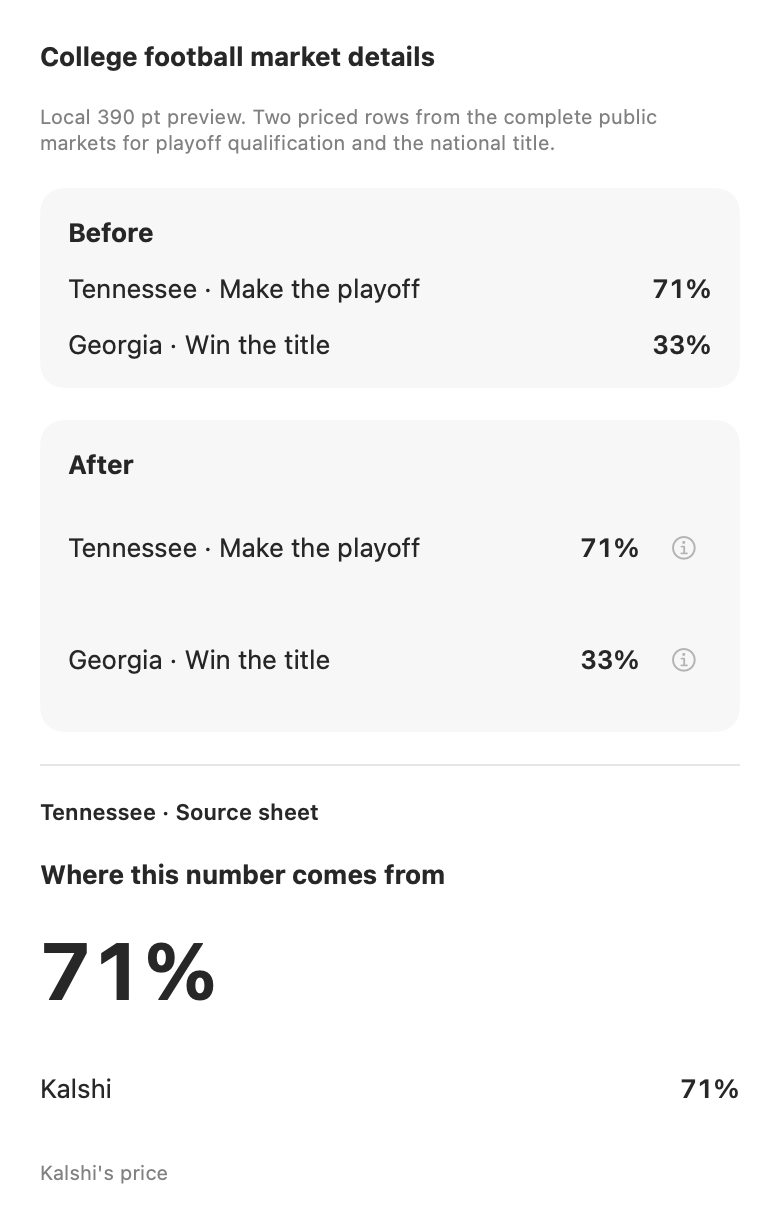 College football market details
Local 390 pt preview. Two priced rows from the complete public
markets for playoff qualification and the national title.
Before
Tennessee · Make the playoff 71%
Georgia · Win the title 33%
After
Tennessee · Make the playoff 71%
Georgia · Win the title 33%
Tennessee · Source sheet
Where this number comes from
71%
Kalshi 71%
Kalshi's price